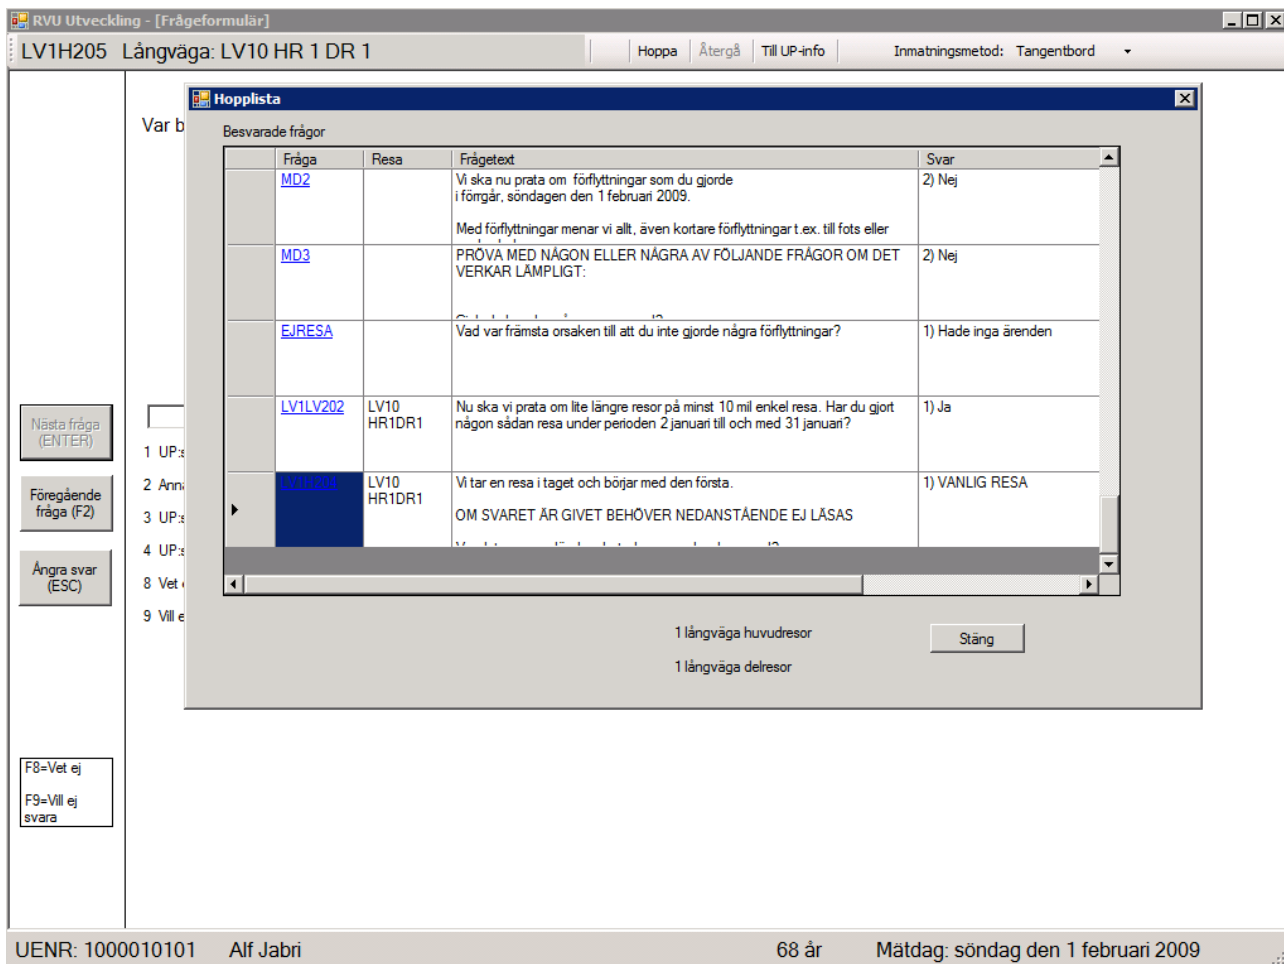 RVU Utveckling - [Frågeformulär]
LV1H205 Långväga: LV10 HR 1 DR 1
Hoppa Återgå Till UP-info Inmatningsmetod: Tangentbord
Hopplista
Var b
Besvarade frågor
Fråga Resa Frågetext Svar
MD2 Vi ska nu prata om förflyttningar som du gjorde 2) Nej
i förrgår, söndagen den 1 februari 2009.
Med förflyttningar menar vi allt, även kortare förflyttningar t.ex. till fots eller
MD3 PRÖVA MED NÅGON ELLER NÅGRA AV FÖLJANDE FRÅGOR OM DET 2) Nej
VERKAR LÄMPLIGT:
EJRESA Vad var främsta orsaken till att du inte gjorde några förflyttningar? 1) Hade inga ärenden
LV1LV202 LV10 Nu ska vi prata om lite längre resor på minst 10 mil enkel resa. Har du gjort 1) Ja
HR1DR1 någon sådan resa under perioden 2 januari till och med 31 januari?
LV1H204 LV10 Vi tar en resa i taget och börjar med den första. 1) VANLIG RESA
HR1DR1
OM SVARET ÄR GIVET BEHÖVER NEDANSTÅENDE EJ LÄSAS
Nästa fråga
(ENTER)
Föregående
fråga (F2)
Ångra svar
(ESC)
1 UP:s
2 Anna
3 UP:s
4 UP:s
8 Vet
9 Vill e
1 långväga huvudresor
Stäng
1 långväga delresor
F8=Vet ej
F9=Vill ej
svara
UENR: 1000010101 Alf Jabri 68 år Mätdag: söndag den 1 februari 2009